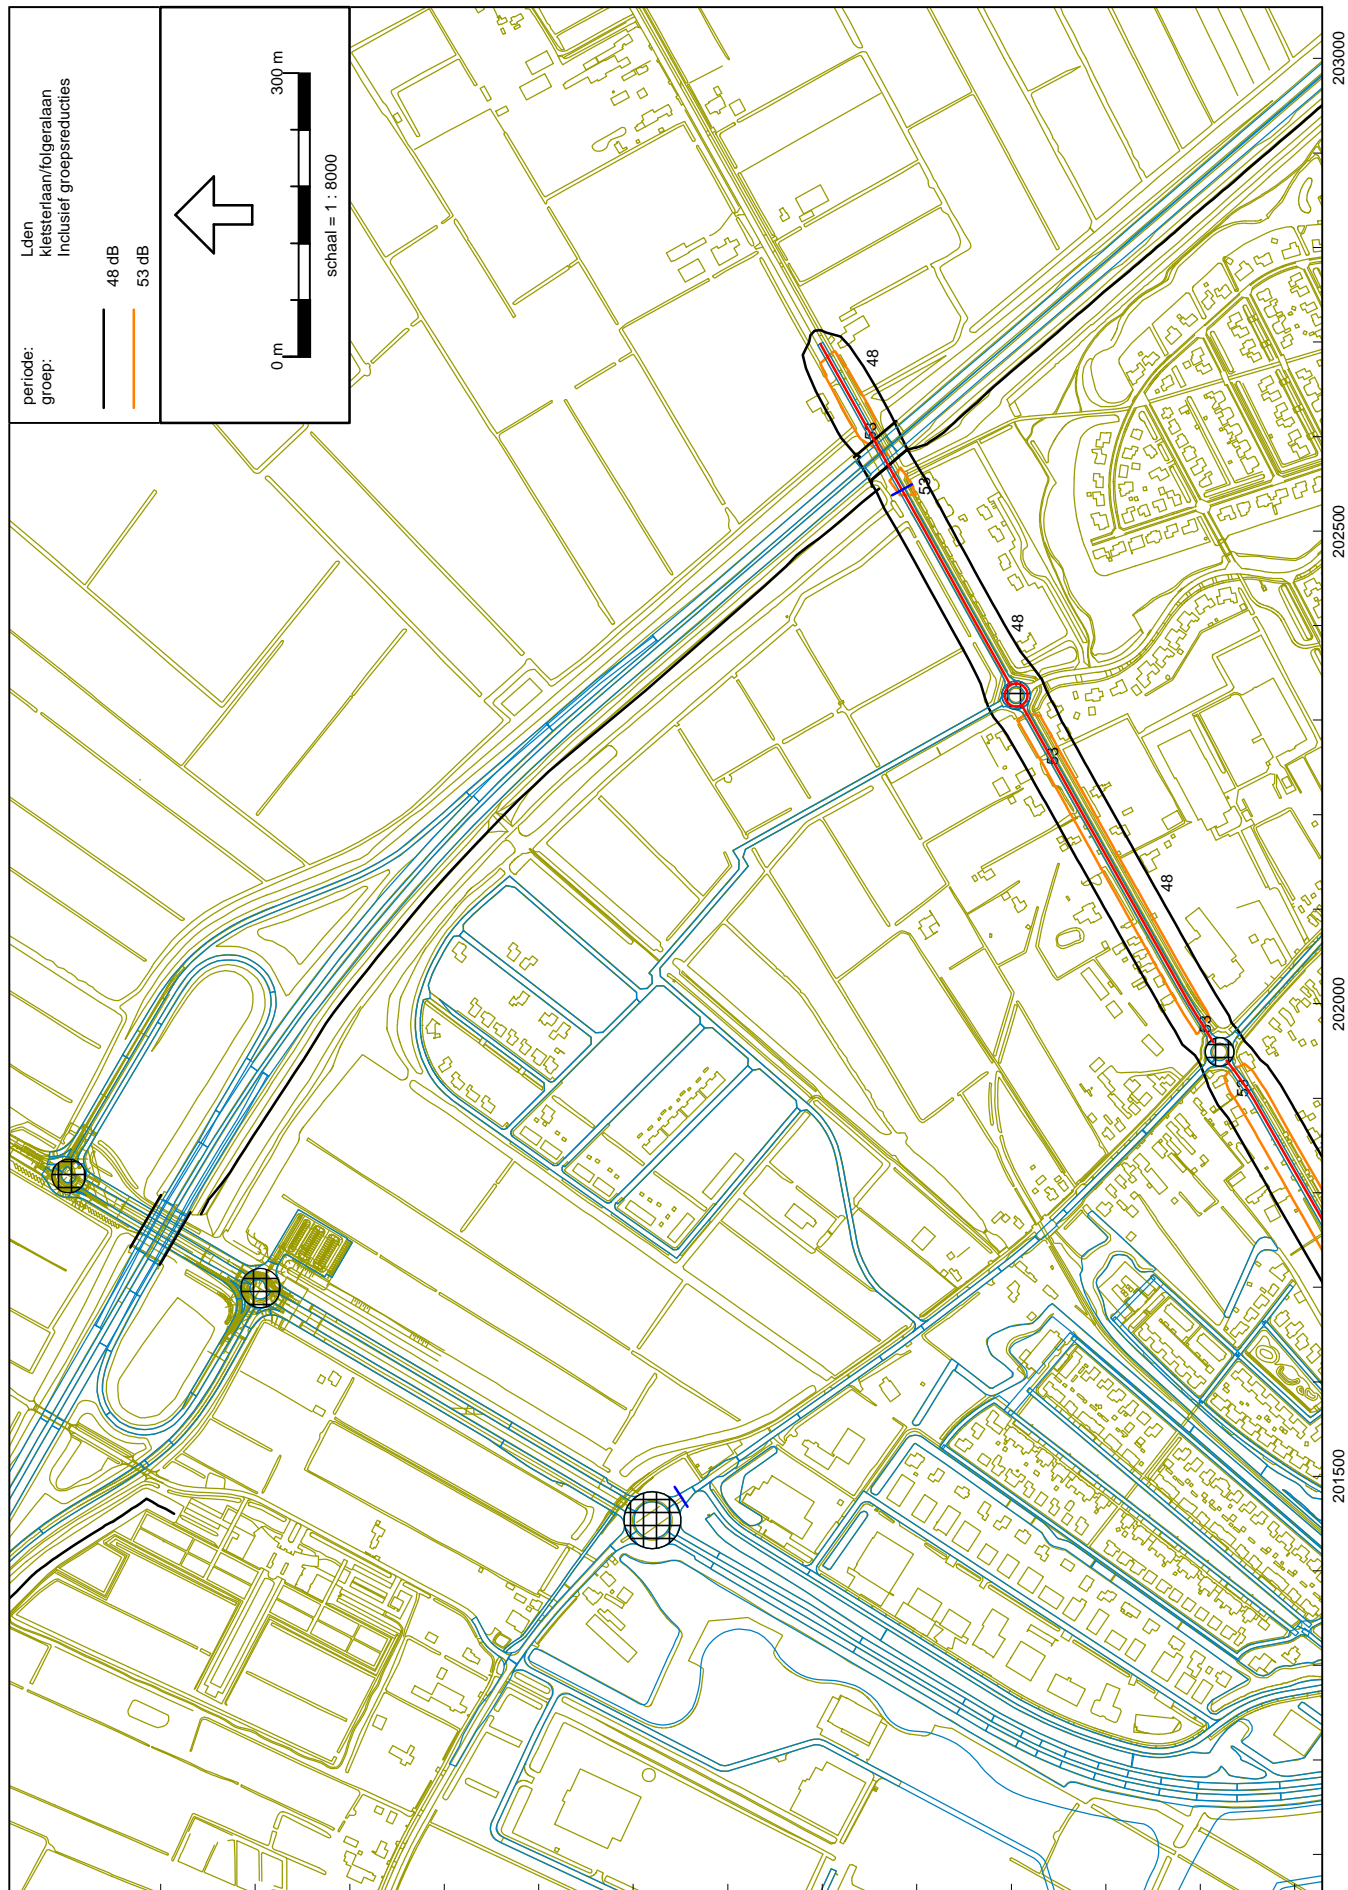 periode: Lden
groep: kletsterlaan/folgeralaan
Inclusief groepsreducties
48 dB
53 dB
0 m 300 m
schaal = 1 : 8000
48
53
53
48
53
48
53
53
201500
202000
202500
203000